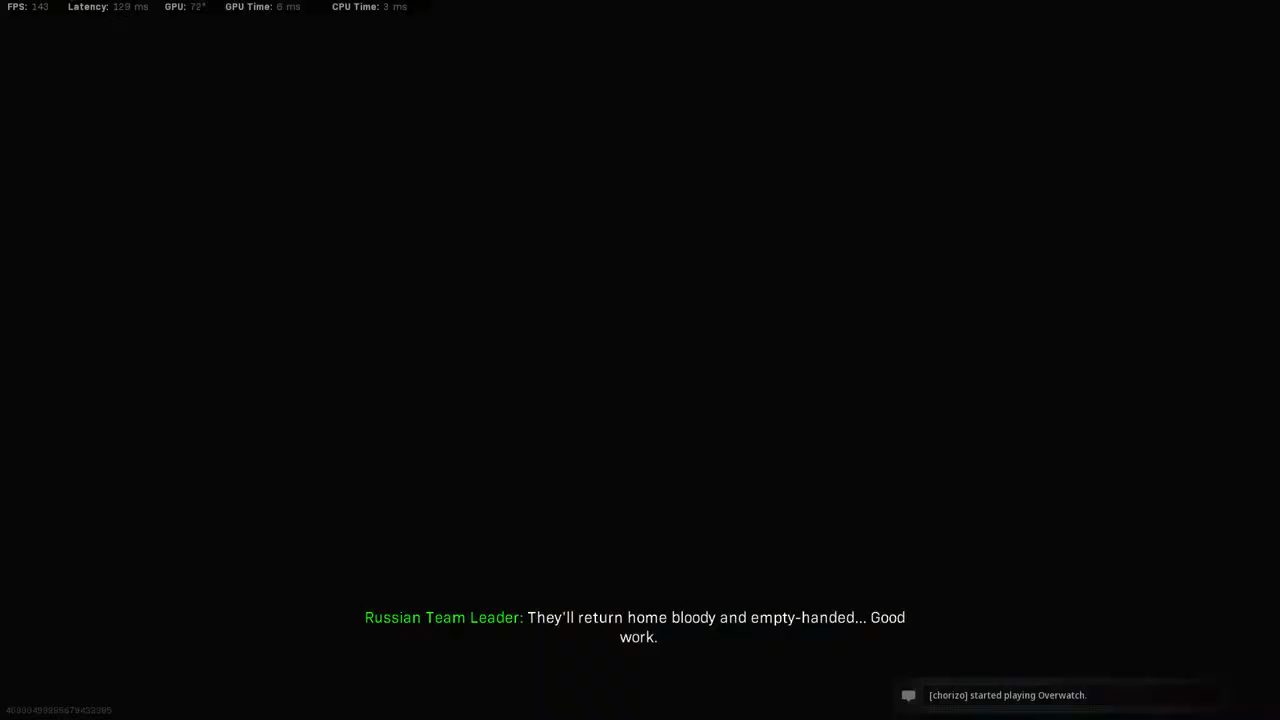 FPS: 143 Latency: 129 ms GPU: 72° GPU Time: 6 ms CPU Time: 3 ms
Russian Team Leader: They'll return home bloody and empty-handed... Good
work.
[chorizo] started playing Overwatch.